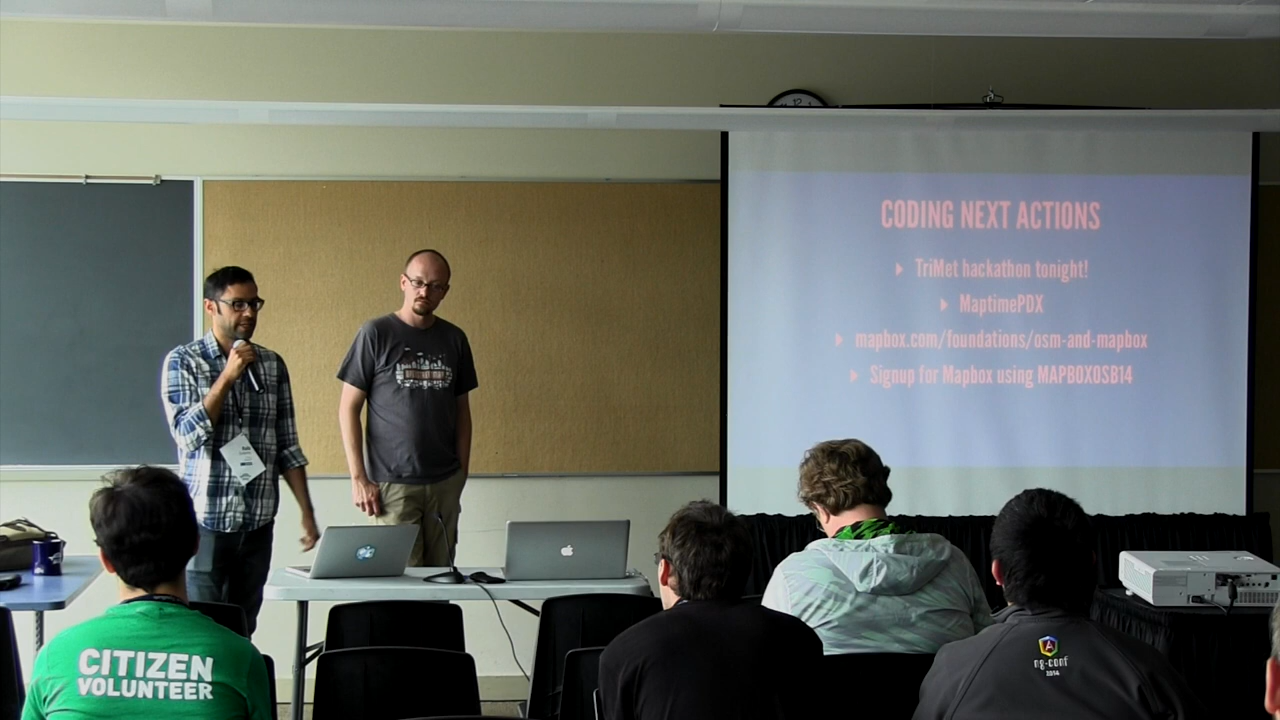 CODING NEXT ACTIONS
TriMet hackathon tonight!
MaptimePDX
mapbox.com/foundations/osm-and-mapbox
Signup for Mapbox using MAPBOXOSB14
CITIZEN
VOLUNTEER
ng-conf
2014